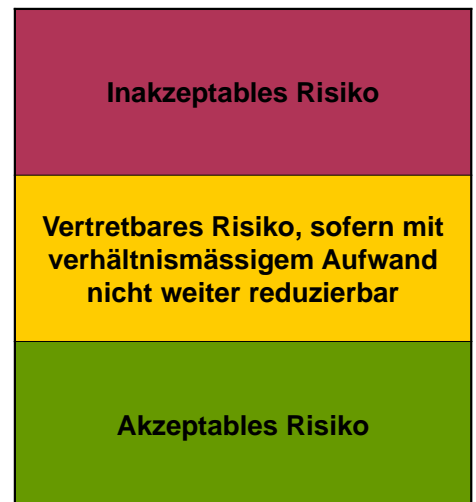 Inakzeptables Risiko
Vertretbares Risiko, sofern mit
verhältnismässigem Aufwand
nicht weiter reduzierbar
Akzeptables Risiko